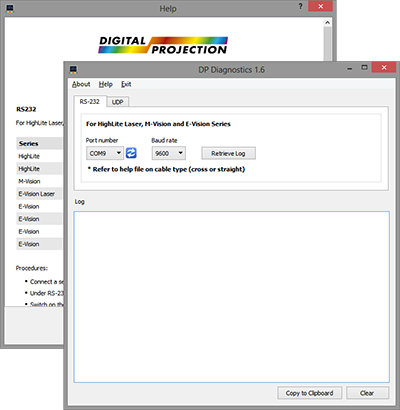 Help
DIGITAL
PROJECTION
RS232
For HighLite Laser,
Series
HighLite
HighLite
M-Vision
E-Vision Laser
E-Vision
E-Vision
E-Vision
Procedures:
• Connect a se
• Under RS-23
• Switch on the
DP Diagnostics 1.6
About Help Exit
RS-232 UDP
For HighLite Laser, M-Vision and E-Vision Series
Port number Baud rate
COM9 9600 Retrieve Log
* Refer to help file on cable type (cross or straight)
Log
Copy to Clipboard Clear